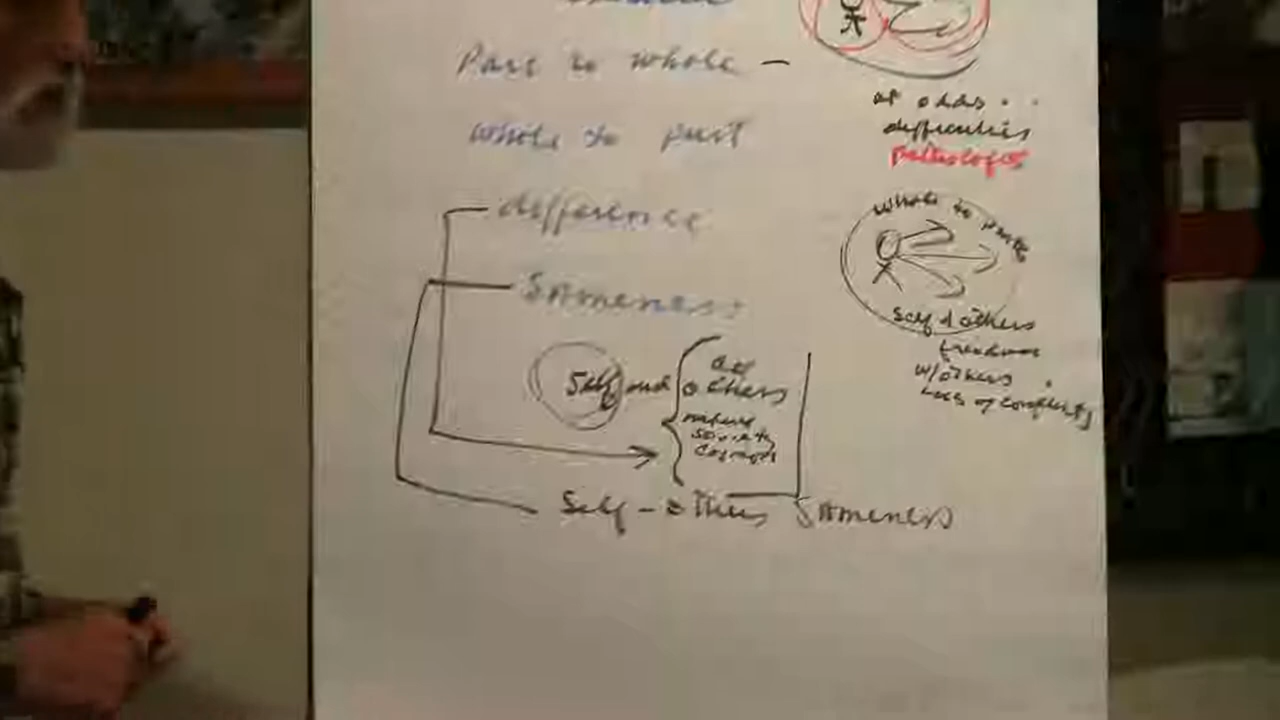 Part to whole –
at odds . .
difficulties
pathologies
whole to part
difference
whole to parts
Sameness:
Self and
all
others
nature
society
cosmos
self & others
freedom
w/others .
loss of conflicts
Self - others Sameness